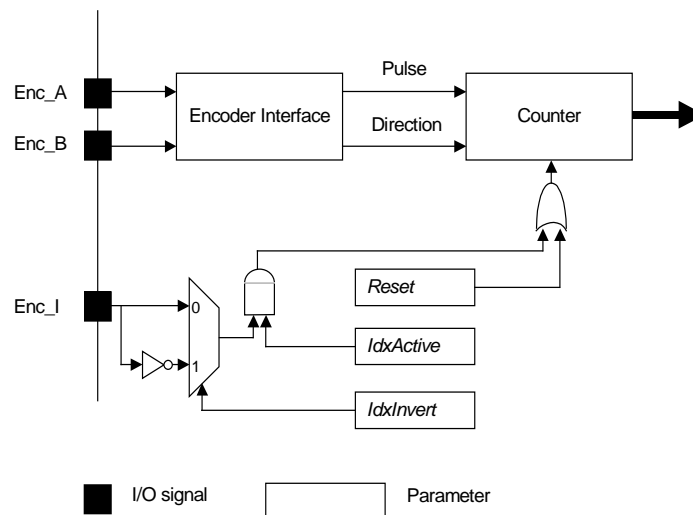 Pulse
Enc_A
Encoder Interface
Counter
Direction
Enc_B
Reset
Enc_I
0
IdxActive
1
IdxInvert
I/O signal
Parameter